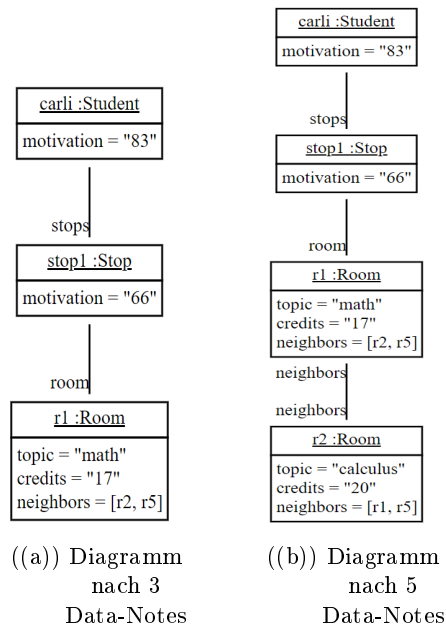 carli :Student
motivation = "83"
stops
stop1 :Stop
motivation = "66"
room
r1 :Room
topic = "math"
credits = "17"
neighbors = [r2, r5]
((a)) Diagramm
nach 3
Data-Notes
carli :Student
motivation = "83"
stops
stop1 :Stop
motivation = "66"
room
r1 :Room
topic = "math"
credits = "17"
neighbors = [r2, r5]
neighbors
neighbors
r2 :Room
topic = "calculus"
credits = "20"
neighbors = [r1, r5]
((b)) Diagramm
nach 5
Data-Notes